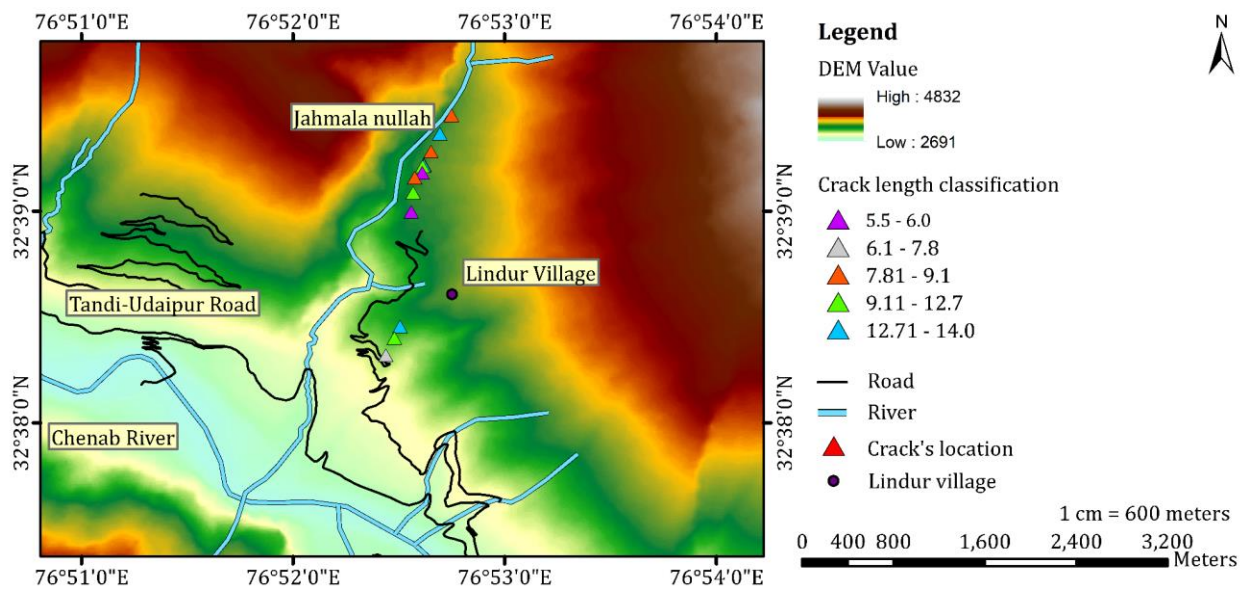 76°51'0"E 76°52'0"E 76°53'0"E 76°54'0"E
32°39'0"N
32°38'0"N
Jahmala nullah
Lindur Village
Tandi-Udaipur Road
Chenab River
32°39'0"N
32°38'0"N
76°51'0"E 76°52'0"E 76°53'0"E 76°54'0"E
N
Legend
DEM Value
High : 4832
Low : 2691
Crack length classification
5.5 - 6.0
6.1 - 7.8
7.81 - 9.1
9.11 - 12.7
12.71 - 14.0
Road
River
Crack's location
Lindur village
1 cm = 600 meters
0 400 800 1,600 2,400 3,200
Meters